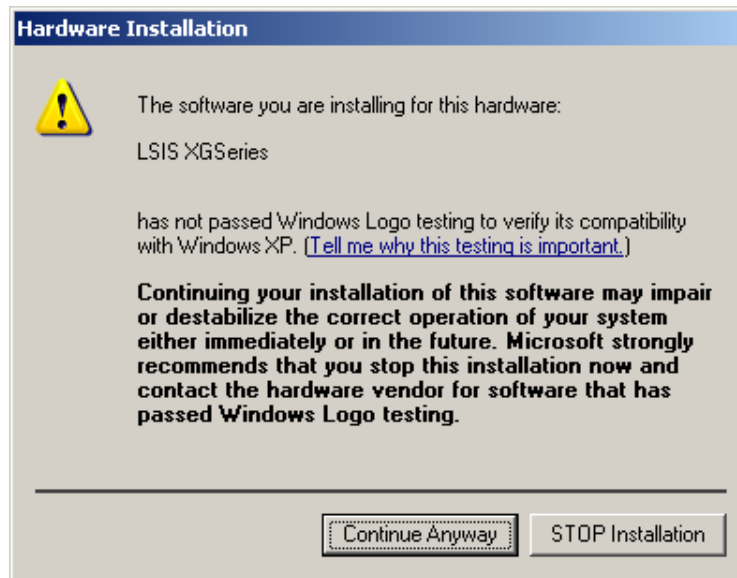 Hardware Installation
The software you are installing for this hardware:
LSIS XGSeries
has not passed Windows Logo testing to verify its compatibility
with Windows XP. (Tell me why this testing is important.)
Continuing your installation of this software may impair
or destabilize the correct operation of your system
either immediately or in the future. Microsoft strongly
recommends that you stop this installation now and
contact the hardware vendor for software that has
passed Windows Logo testing.
Continue Anyway
STOP Installation